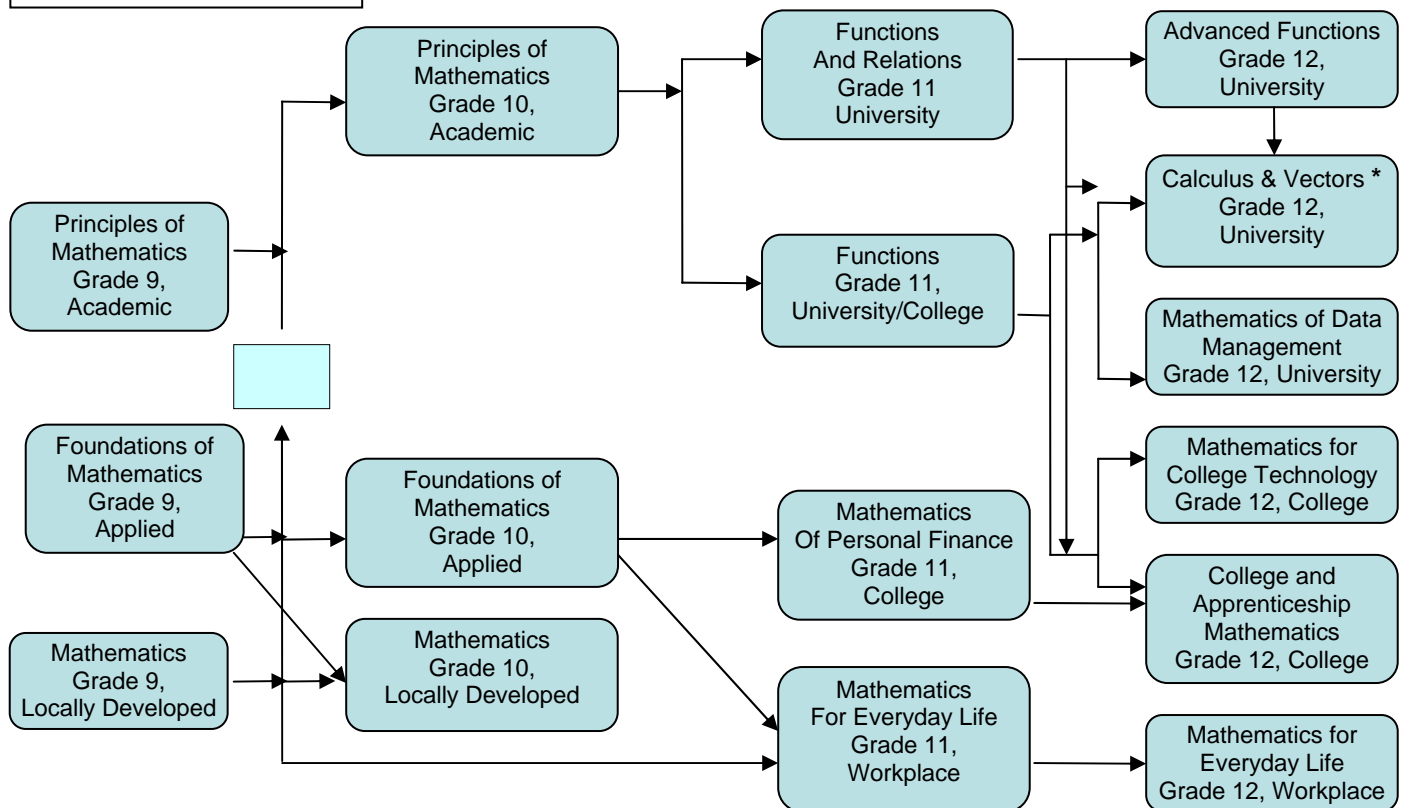 Principles of
Mathematics
Grade 10,
Academic
Functions
And Relations
Grade 11
University
Advanced Functions
Grade 12,
University
Calculus & Vectors *
Grade 12,
University
Principles of
Mathematics
Grade 9,
Academic
Functions
Grade 11,
University/College
Mathematics of Data
Management
Grade 12, University
Foundations of
Mathematics
Grade 9,
Applied
Foundations of
Mathematics
Grade 10,
Applied
Mathematics
Of Personal Finance
Grade 11,
College
Mathematics for
College Technology
Grade 12, College
College and
Apprenticeship
Mathematics
Grade 12, College
Mathematics
Grade 9,
Locally Developed
Mathematics
Grade 10,
Locally Developed
Mathematics
For Everyday Life
Grade 11,
Workplace
Mathematics for
Everyday Life
Grade 12, Workplace